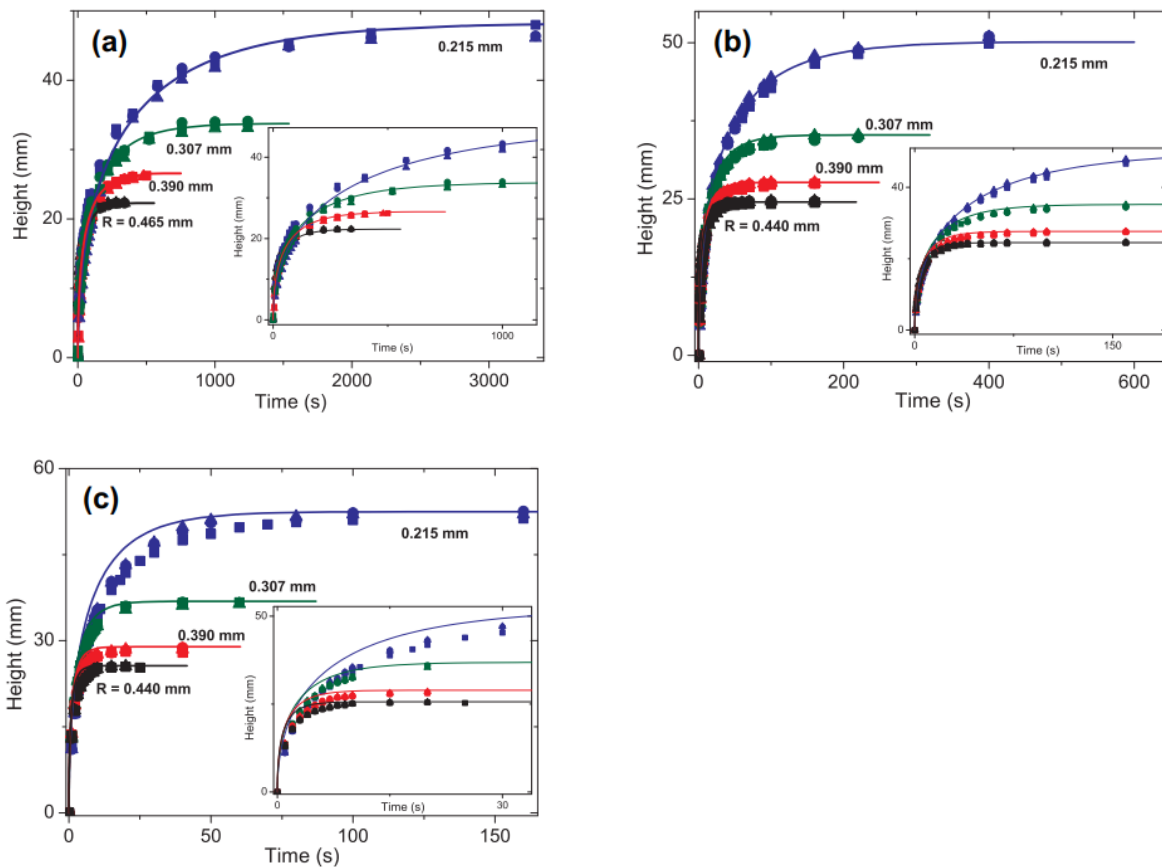 (a)
Height (mm)
40
20
0
0.215 mm
0.307 mm
0.390 mm
R = 0.465 mm
Height (mm)
40
20
0
0
1000
Time (s)
0
1000
2000
3000
Time (s)
(b)
Height (mm)
50
25
0
0.215 mm
0.307 mm
0.390 mm
R = 0.440 mm
Height (mm)
40
0
0
150
Time (s)
0
200
400
600
Time (s)
(c)
Height (mm)
60
30
0
0.215 mm
0.307 mm
0.390 mm
R = 0.440 mm
Height (mm)
50
0
0
30
Time (s)
0
50
100
150
Time (s)